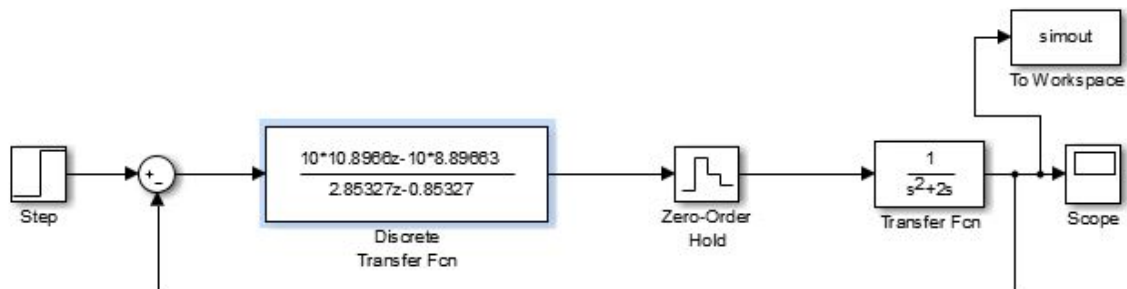 simout
To Workspace
+
-
10*10.8966z-10*8.89663
2.85327z-0.85327
1
s²+2s
Step
Discrete
Transfer Fcn
Zero-Order
Hold
Transfer Fcn
Scope